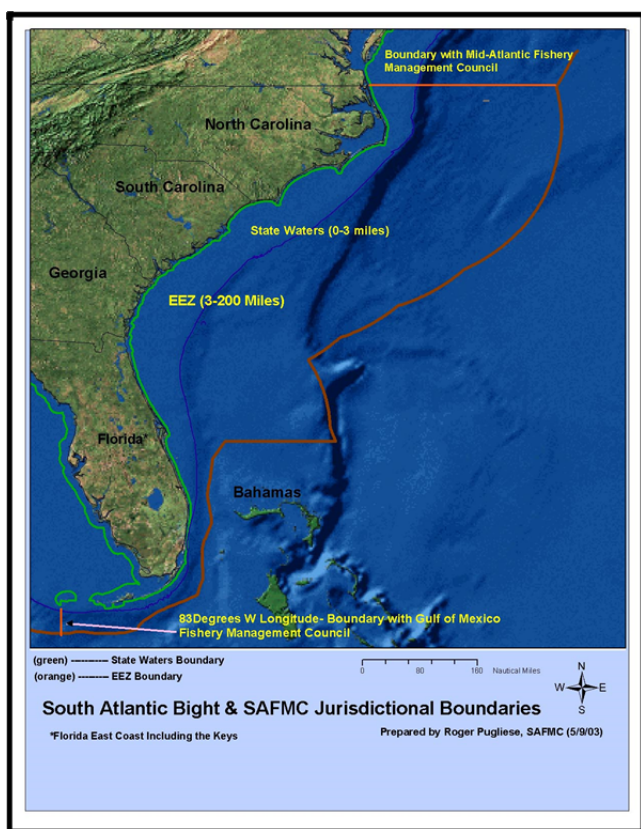 Boundary with Mid-Atlantic Fishery
Management Council
North Carolina
South Carolina
State Waters (0-3 miles)
Georgia
EEZ (3-200 Miles)
Florida*
Bahamas
83Degrees W Longitude- Boundary with Gulf of Mexico
Fishery Management Council
(green) ----------- State Waters Boundary
(orange) --------- EEZ Boundary
0 80 160 Nautical Miles
N
W E
S
South Atlantic Bight & SAFMC Jurisdictional Boundaries
*Florida East Coast Including the Keys
Prepared by Roger Pugliese, SAFMC (5/9/03)